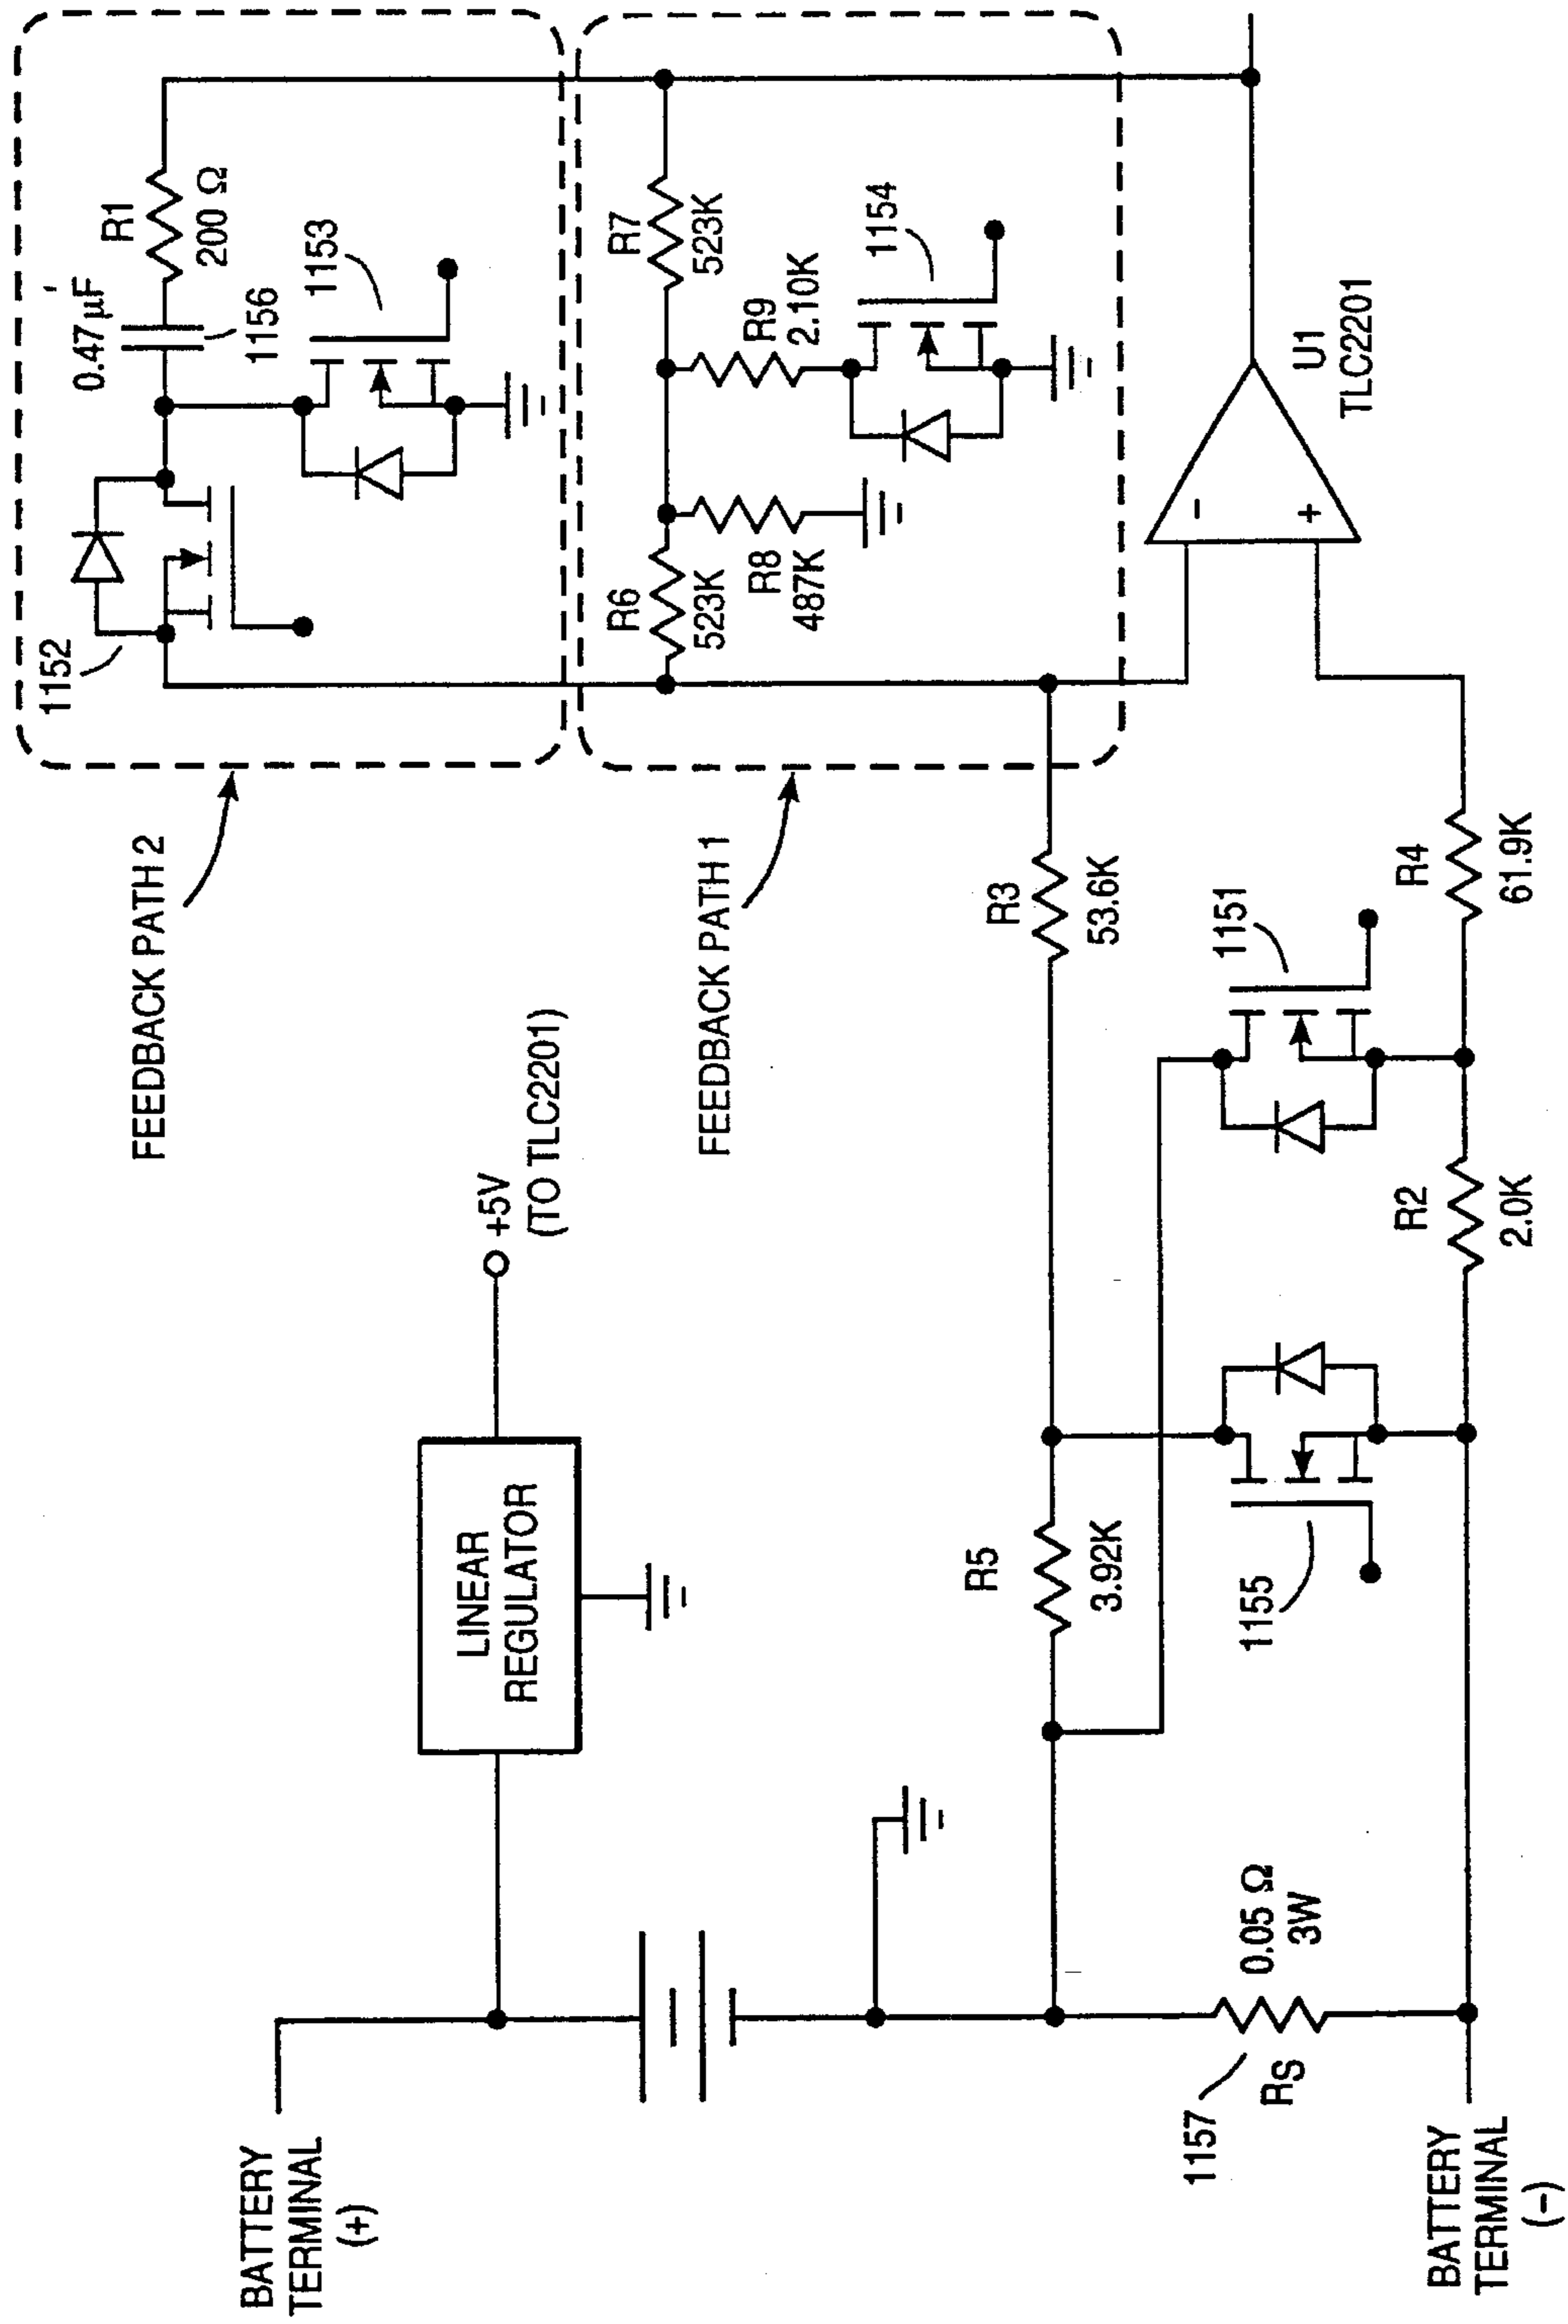 BATTERY
TERMINAL
(+)
LINEAR
REGULATOR
+5V
(TO TLC2201)
FEEDBACK PATH 2
1152
0.47 µF
1156
R1
200 Ω
1153
FEEDBACK PATH 1
R6
523K
R8
487K
R7
523K
R9
2.10K
1154
R3
53.6K
R5
3.92K
1157
RS
0.05 Ω
3W
1155
1151
R2
2.0K
R4
61.9K
-
+
U1
TLC2201
BATTERY
TERMINAL
(-)